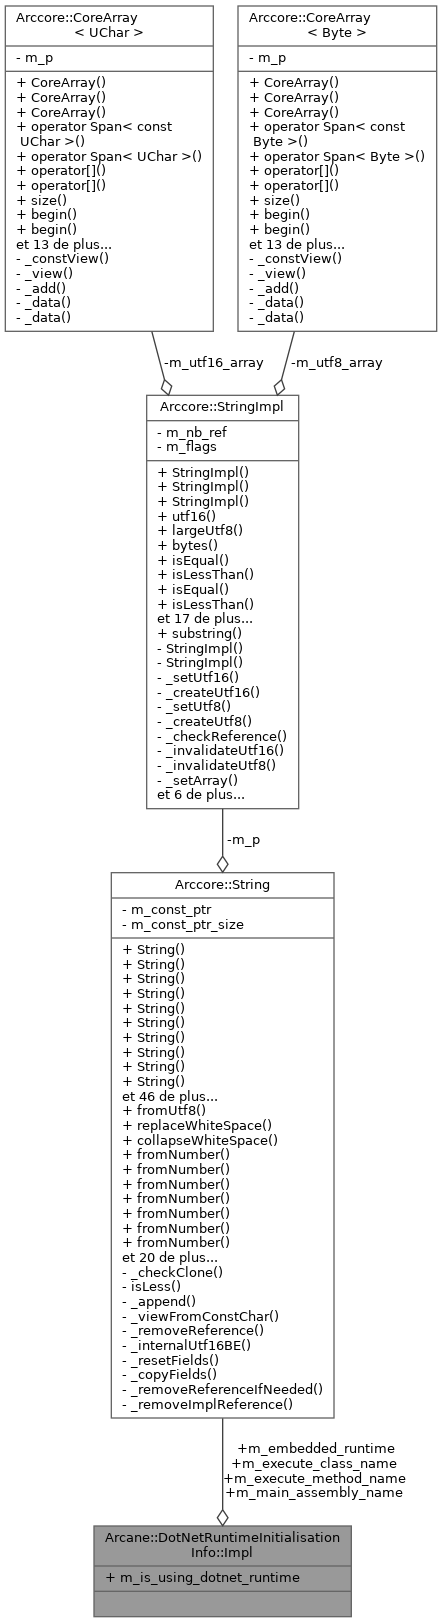 Arccore::CoreArray
< UChar >
- m_p
+ CoreArray()
+ CoreArray()
+ CoreArray()
+ operator Span< const
UChar >()
+ operator Span< UChar >()
+ operator[]()
+ operator[]()
+ size()
+ begin()
+ begin()
et 13 de plus...
- _constView()
- _view()
- _add()
- _data()
- _data()
Arccore::CoreArray
< Byte >
- m_p
+ CoreArray()
+ CoreArray()
+ CoreArray()
+ operator Span< const
Byte >()
+ operator Span< Byte >()
+ operator[]()
+ operator[]()
+ size()
+ begin()
+ begin()
et 13 de plus...
- _constView()
- _view()
- _add()
- _data()
- _data()
-m_utf16_array
-m_utf8_array
Arccore::StringImpl
- m_nb_ref
- m_flags
+ StringImpl()
+ StringImpl()
+ StringImpl()
+ utf16()
+ largeUtf8()
+ bytes()
+ isEqual()
+ isLessThan()
+ isEqual()
+ isLessThan()
et 17 de plus...
+ substring()
- StringImpl()
- StringImpl()
- _setUtf16()
- _createUtf16()
- _setUtf8()
- _createUtf8()
- _checkReference()
- _invalidateUtf16()
- _invalidateUtf8()
- _setArray()
et 6 de plus...
-m_p
Arccore::String
- m_const_ptr
- m_const_ptr_size
+ String()
+ String()
+ String()
+ String()
+ String()
+ String()
+ String()
+ String()
+ String()
+ String()
et 46 de plus...
+ fromUtf8()
+ replaceWhiteSpace()
+ collapseWhiteSpace()
+ fromNumber()
+ fromNumber()
+ fromNumber()
+ fromNumber()
+ fromNumber()
+ fromNumber()
+ fromNumber()
et 20 de plus...
- _checkClone()
- isLess()
- _append()
- _viewFromConstChar()
- _removeReference()
- _internalUtf16BE()
- _resetFields()
- _copyFields()
- _removeReferenceIfNeeded()
- _removeImplReference()
+m_embedded_runtime
+m_execute_class_name
+m_execute_method_name
+m_main_assembly_name
Arcane::DotNetRuntimeInitialisation
Info::Impl
+ m_is_using_dotnet_runtime